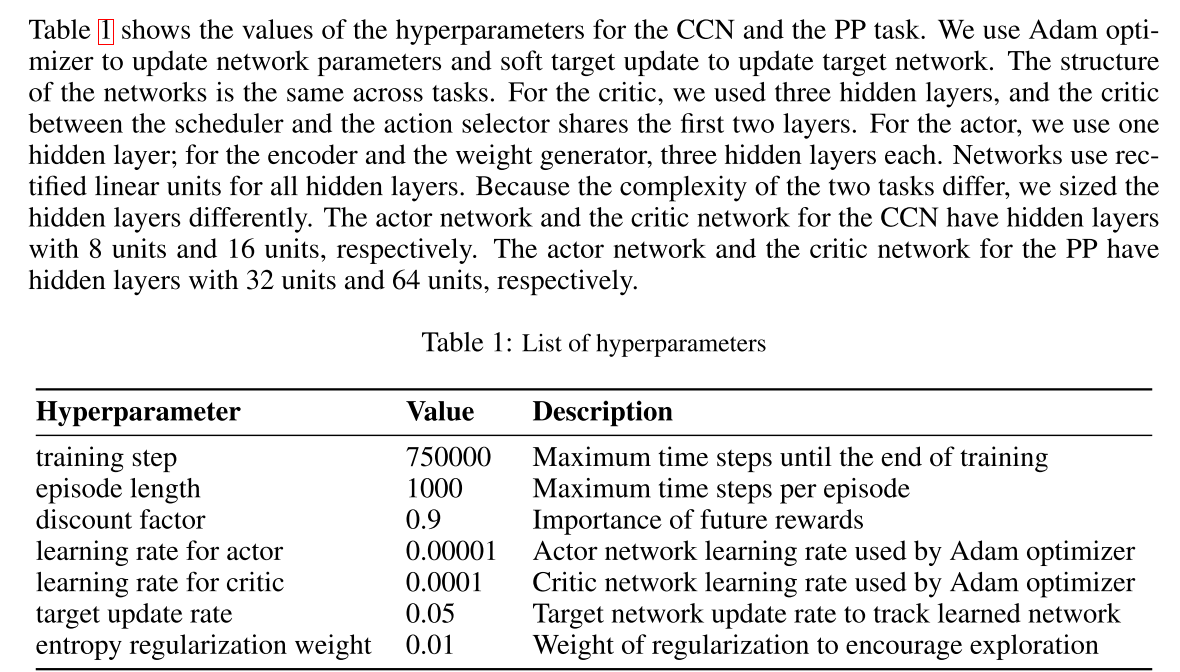 Table 1 shows the values of the hyperparameters for the CCN and the PP task. We use Adam opti-
mizer to update network parameters and soft target update to update target network. The structure
of the networks is the same across tasks. For the critic, we used three hidden layers, and the critic
between the scheduler and the action selector shares the first two layers. For the actor, we use one
hidden layer; for the encoder and the weight generator, three hidden layers each. Networks use rec-
tified linear units for all hidden layers. Because the complexity of the two tasks differ, we sized the
hidden layers differently. The actor network and the critic network for the CCN have hidden layers
with 8 units and 16 units, respectively. The actor network and the critic network for the PP have
hidden layers with 32 units and 64 units, respectively.
Table 1: List of hyperparameters
Hyperparameter Value Description
training step 750000 Maximum time steps until the end of training
episode length 1000 Maximum time steps per episode
discount factor 0.9 Importance of future rewards
learning rate for actor 0.00001 Actor network learning rate used by Adam optimizer
learning rate for critic 0.0001 Critic network learning rate used by Adam optimizer
target update rate 0.05 Target network update rate to track learned network
entropy regularization weight 0.01 Weight of regularization to encourage exploration